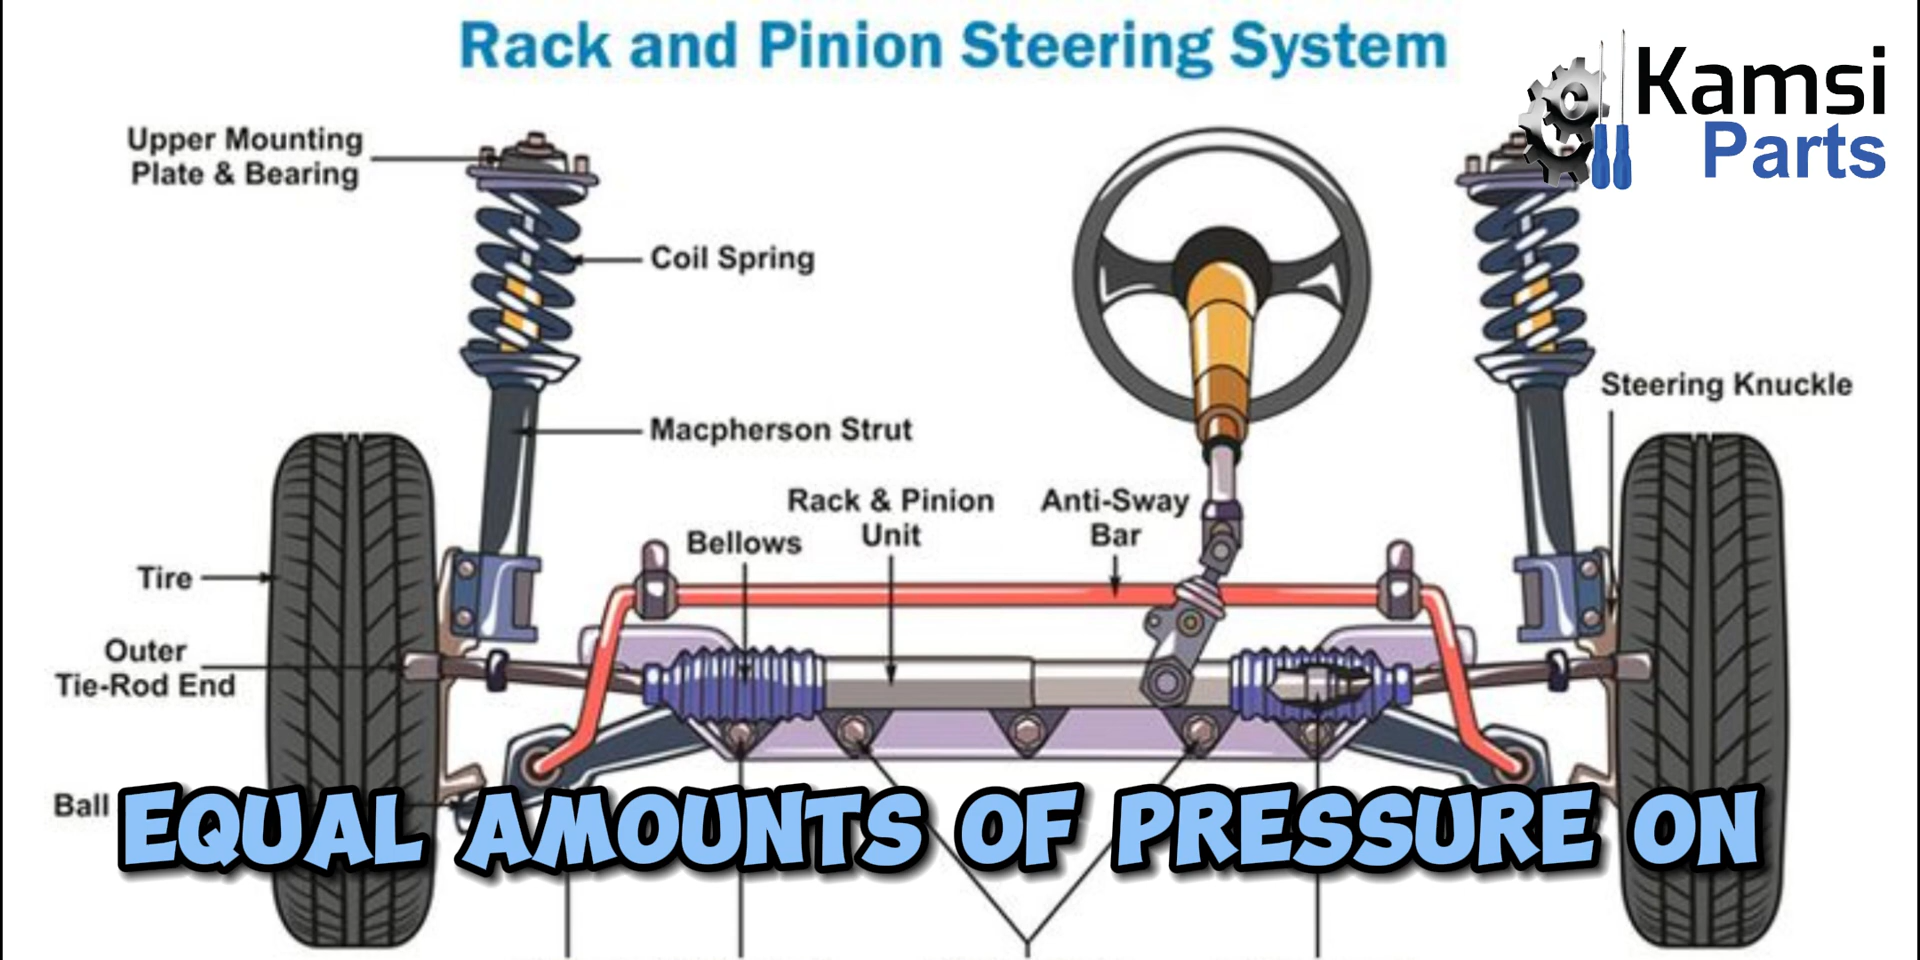 Rack and Pinion Steering System
Kamsi
Parts
Upper Mounting
Plate & Bearing
Coil Spring
Steering Knuckle
Macpherson Strut
Rack & Pinion
Unit
Anti-Sway
Bar
Bellows
Tire
Outer
Tie-Rod End
Ball
EQUAL AMOUNTS OF PRESSURE ON